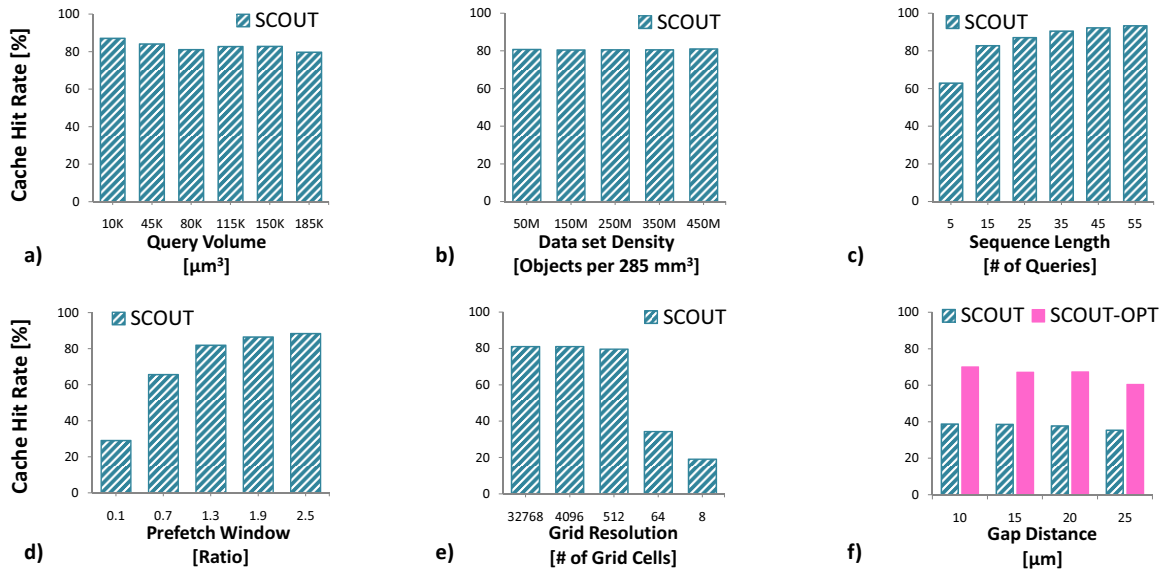 Cache Hit Rate [%]
100
80
60
40
20
0
SCOUT
10K 45K 80K 115K 150K 185K
Query Volume
[µm³]
a)
100
80
60
40
20
0
SCOUT
50M 150M 250M 350M 450M
Data set Density
[Objects per 285 mm³]
b)
100
80
60
40
20
0
SCOUT
5 15 25 35 45 55
Sequence Length
[# of Queries]
c)
Cache Hit Rate [%]
100
80
60
40
20
0
SCOUT
0.1 0.7 1.3 1.9 2.5
Prefetch Window
[Ratio]
d)
100
80
60
40
20
0
SCOUT
32768 4096 512 64 8
Grid Resolution
[# of Grid Cells]
e)
100
80
60
40
20
0
SCOUT SCOUT-OPT
10 15 20 25
Gap Distance
[µm]
f)